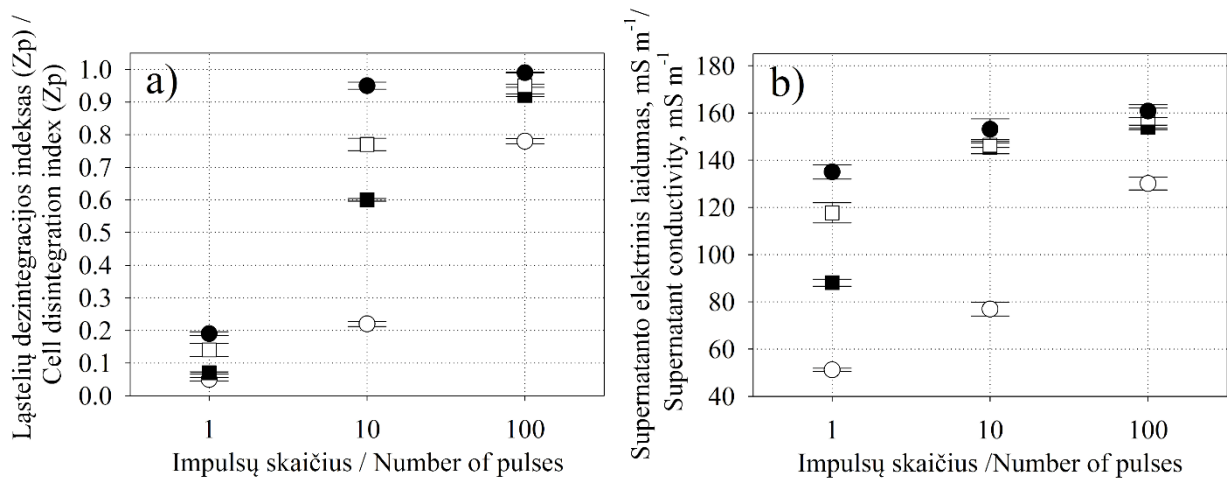 Ląstelių dezintegracijos indeksas (Zp) /
Cell disintegration index (Zp)
a)
1.0
0.9
0.8
0.7
0.6
0.5
0.4
0.3
0.2
0.1
0.0
1 10 100
Impulsų skaičius / Number of pulses
Supernatanto elektrinis laidumas, mS m⁻¹/
Supernatant conductivity, mS m⁻¹
b)
180
160
140
120
100
80
60
40
1 10 100
Impulsų skaičius /Number of pulses